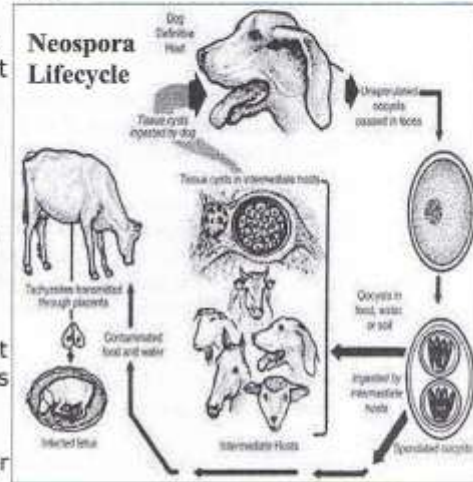 Neospora
Lifecycle
Dog
Definitive
Host
Tissue cysts
ingested by dog
Unsporulated
oocysts
passed in feces
Tissue cysts in intermediate hosts
Tachyzoites transmitted
through placenta
Contaminated
food and water
Infected fetus
Oocysts in
food, water,
or soil
Ingested by
intermediate
hosts
Intermediate Hosts
Sporulated oocysts
t
t
s
r